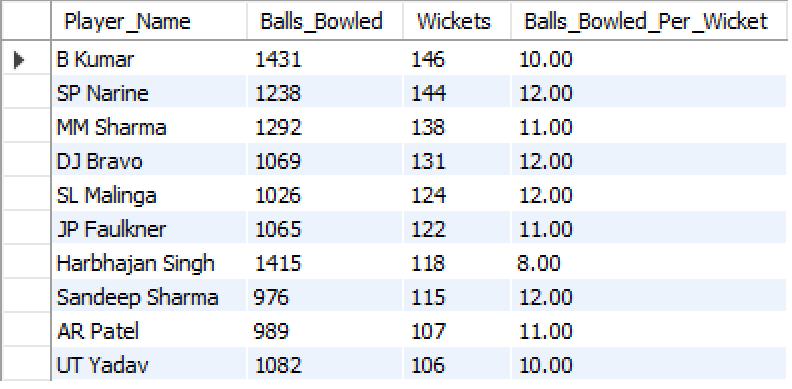 Player_Name Balls_Bowled Wickets Balls_Bowled_Per_Wicket
B Kumar 1431 146 10.00
SP Narine 1238 144 12.00
MM Sharma 1292 138 11.00
DJ Bravo 1069 131 12.00
SL Malinga 1026 124 12.00
JP Faulkner 1065 122 11.00
Harbhajan Singh 1415 118 8.00
Sandeep Sharma 976 115 12.00
AR Patel 989 107 11.00
UT Yadav 1082 106 10.00